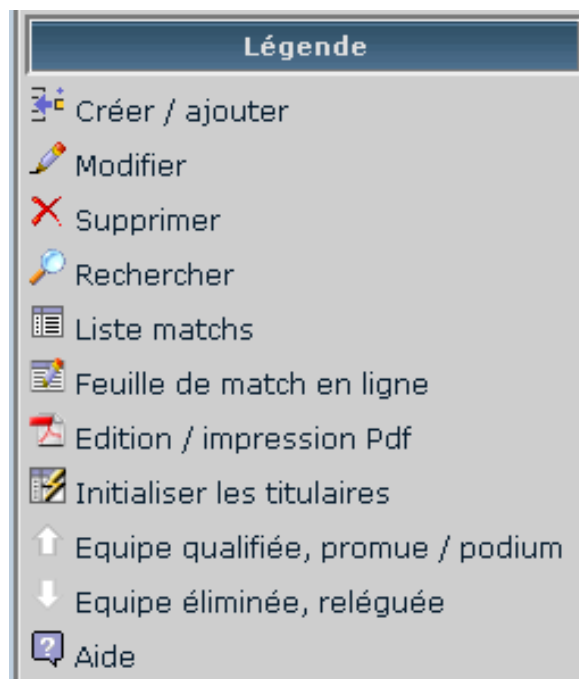 Légende
Créer / ajouter
Modifier
Supprimer
Rechercher
Liste matchs
Feuille de match en ligne
Edition / impression Pdf
Initialiser les titulaires
Equipe qualifiée, promue / podium
Equipe éliminée, reléguée
Aide